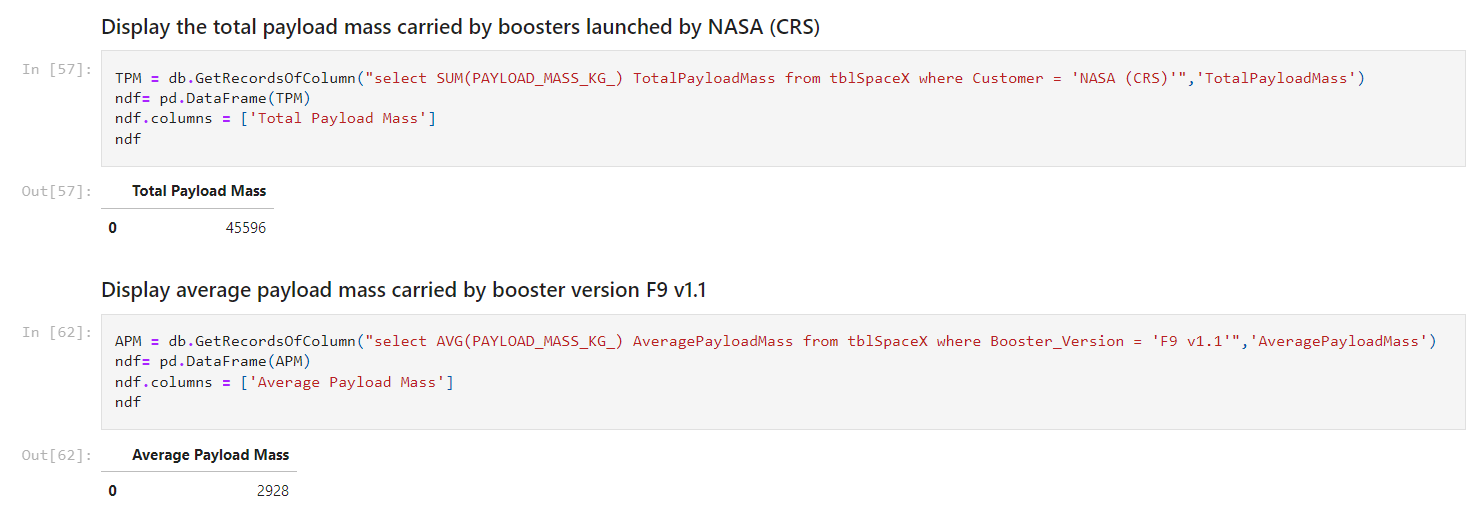 Display the total payload mass carried by boosters launched by NASA (CRS)
In [57]:
TPM = db.GetRecordsOfColumn("select SUM(PAYLOAD_MASS_KG_) TotalPayloadMass from tblSpaceX where Customer = 'NASA (CRS)'",'TotalPayloadMass')
ndf= pd.DataFrame(TPM)
ndf.columns = ['Total Payload Mass']
ndf
Out[57]:
Total Payload Mass
0 45596
Display average payload mass carried by booster version F9 v1.1
In [62]:
APM = db.GetRecordsOfColumn("select AVG(PAYLOAD_MASS_KG_) AveragePayloadMass from tblSpaceX where Booster_Version = 'F9 v1.1'",'AveragePayloadMass')
ndf= pd.DataFrame(APM)
ndf.columns = ['Average Payload Mass']
ndf
Out[62]:
Average Payload Mass
0 2928